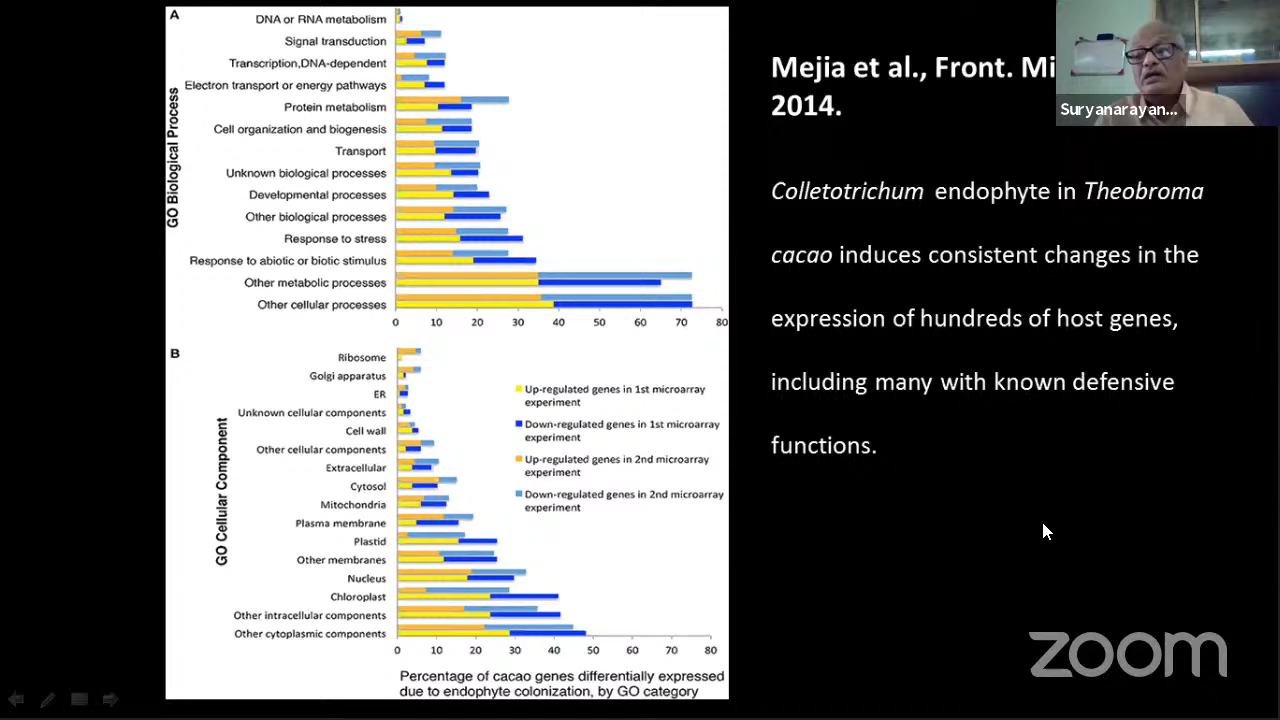 A
GO Biological Process
DNA or RNA metabolism
Signal transduction
Transcription,DNA-dependent
Electron transport or energy pathways
Protein metabolism
Cell organization and biogenesis
Transport
Unknown biological processes
Developmental processes
Other biological processes
Response to stress
Response to abiotic or biotic stimulus
Other metabolic processes
Other cellular processes
0 10 20 30 40 50 60 70 80
B
GO Cellular Component
Ribosome
Golgi apparatus
ER
Unknown cellular components
Cell wall
Other cellular components
Extracellular
Cytosol
Mitochondria
Plasma membrane
Plastid
Other membranes
Nucleus
Chloroplast
Other intracellular components
Other cytoplasmic components
0 10 20 30 40 50 60 70 80
Up-regulated genes in 1st microarray
experiment
Down-regulated genes in 1st microarray
experiment
Up-regulated genes in 2nd microarray
experiment
Down-regulated genes in 2nd microarray
experiment
Percentage of cacao genes differentially expressed
due to endophyte colonization, by GO category
Mejia et al., Front. Mi
2014.
Colletotrichum endophyte in Theobroma
cacao induces consistent changes in the
expression of hundreds of host genes,
including many with known defensive
functions.
Suryanarayan...
zoom